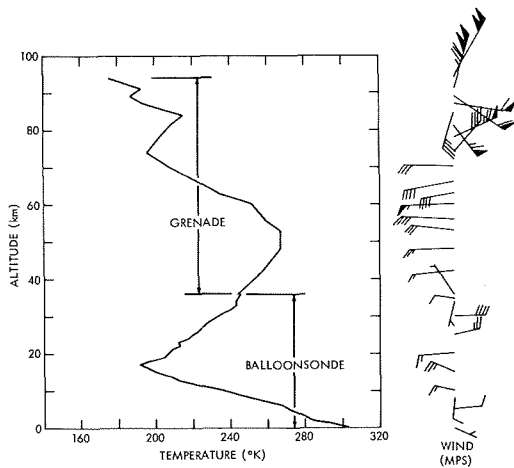 100
80
60
40
20
0
ALTITUDE (km)
GRENADE
BALLOONSONDE
160
200
240
280
320
TEMPERATURE (°K)
WIND
(MPS)